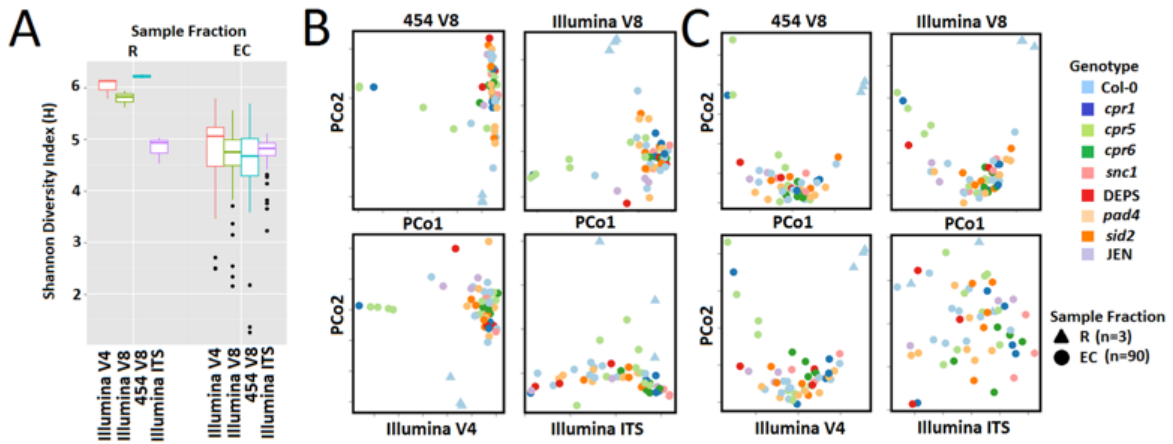 A
Sample Fraction
R
EC
Shannon Diversity Index (H)
6
5
4
3
2
Illumina V4
Illumina V8
454 V8
Illumina ITS
Illumina V4
Illumina V8
454 V8
Illumina ITS
B
454 V8
Illumina V8
PCo2
PCo1
PCo1
PCo2
Illumina V4
Illumina ITS
C
454 V8
Illumina V8
PCo2
PCo1
PCo1
PCo2
Illumina V4
Illumina ITS
Genotype
Col-0
cpr1
cpr5
cpr6
snc1
DEPS
pad4
sid2
JEN
Sample Fraction
R (n=3)
EC (n=90)